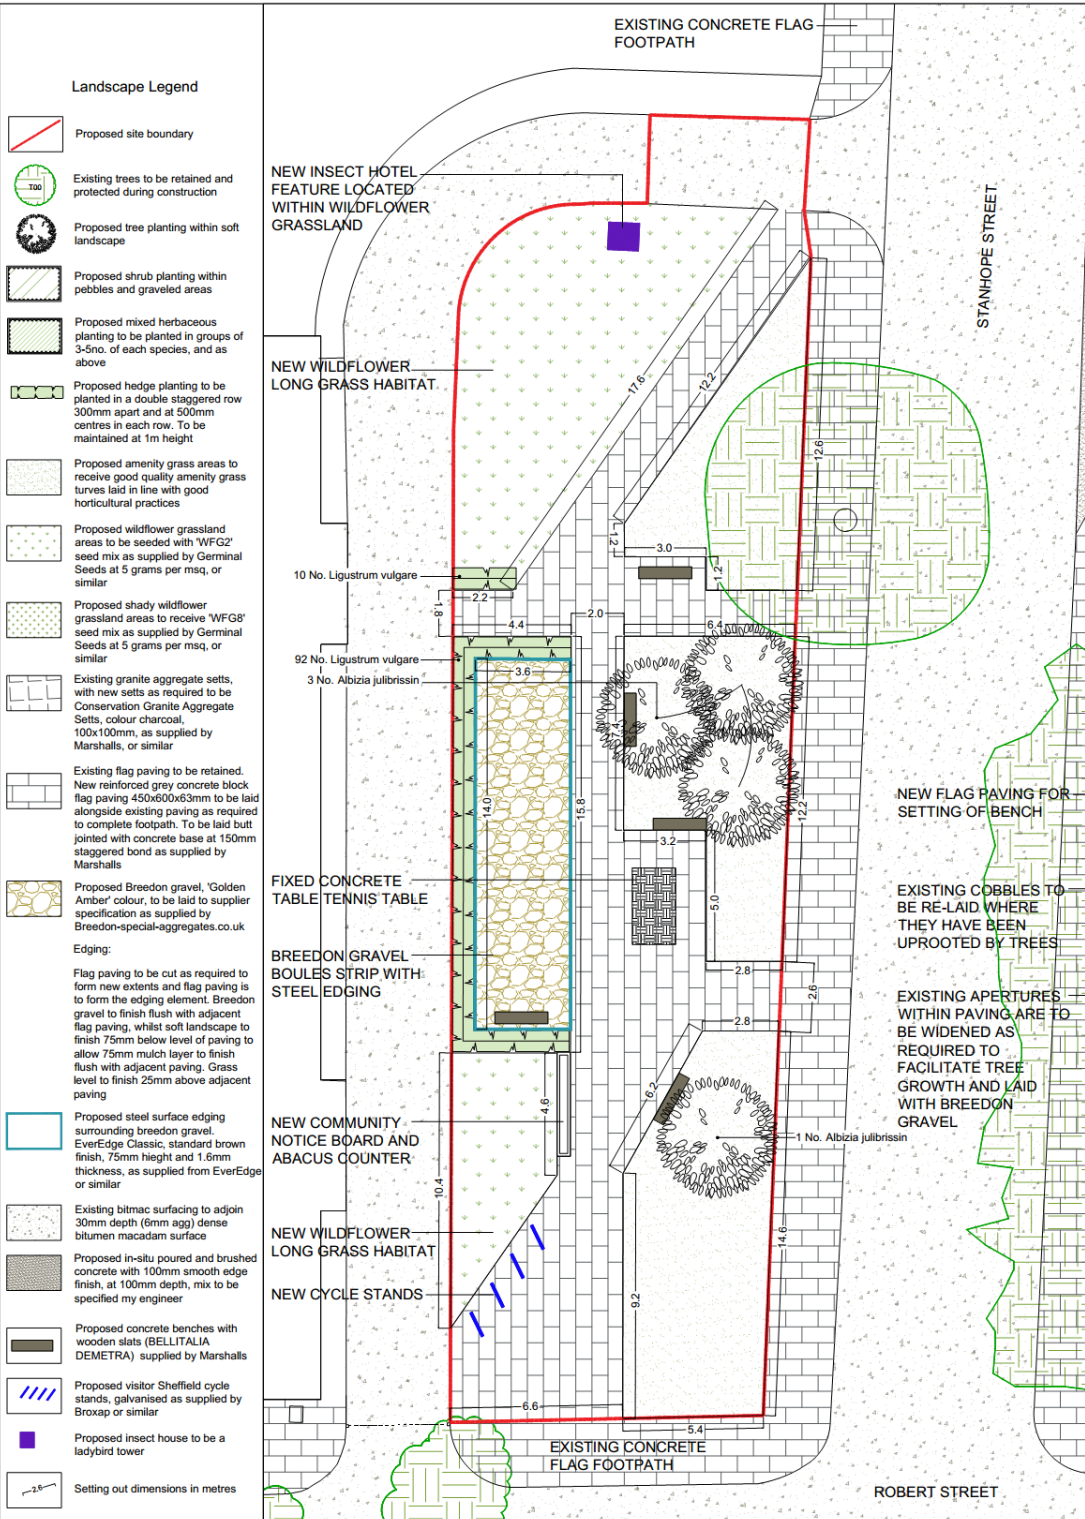 Landscape Legend
Proposed site boundary
T00
Existing trees to be retained and
protected during construction
Proposed tree planting within soft
landscape
Proposed shrub planting within
pebbles and graveled areas
Proposed mixed herbaceous
planting to be planted in groups of
3-5no. of each species, and as
above
Proposed hedge planting to be
planted in a double staggered row
300mm apart and at 500mm
centres in each row. To be
maintained at 1m height
Proposed amenity grass areas to
receive good quality amenity grass
turves laid in line with good
horticultural practices
Proposed wildflower grassland
areas to be seeded with 'WFG2'
seed mix as supplied by Germinal
Seeds at 5 grams per msq, or
similar
Proposed shady wildflower
grassland areas to receive 'WFG8'
seed mix as supplied by Germinal
Seeds at 5 grams per msq, or
similar
Existing granite aggregate setts,
with new setts as required to be
Conservation Granite Aggregate
Setts, colour charcoal,
100x100mm, as supplied by
Marshalls, or similar
Existing flag paving to be retained.
New reinforced grey concrete block
flag paving 450x600x63mm to be laid
alongside existing paving as required
to complete footpath. To be laid butt
jointed with concrete base at 150mm
staggered bond as supplied by
Marshalls
Proposed Breedon gravel, 'Golden
Amber' colour, to be laid to supplier
specification as supplied by
Breedon-special-aggregates.co.uk
Edging:
Flag paving to be cut as required to
form new extents and flag paving is
to form the edging element. Breedon
gravel to finish flush with adjacent
flag paving, whilst soft landscape to
finish 75mm below level of paving to
allow 75mm mulch layer to finish
flush with adjacent paving. Grass
level to finish 25mm above adjacent
paving
Proposed steel surface edging
surrounding breedon gravel.
EverEdge Classic, standard brown
finish, 75mm hieght and 1.6mm
thickness, as supplied from EverEdge
or similar
Existing bitmac surfacing to adjoin
30mm depth (6mm agg) dense
bitumen macadam surface
Proposed in-situ poured and brushed
concrete with 100mm smooth edge
finish, at 100mm depth, mix to be
specified my engineer
Proposed concrete benches with
wooden slats (BELLITALIA
DEMETRA) supplied by Marshalls
Proposed visitor Sheffield cycle
stands, galvanised as supplied by
Broxap or similar
Proposed insect house to be a
ladybird tower
2.6
Setting out dimensions in metres
EXISTING CONCRETE FLAG
FOOTPATH
NEW INSECT HOTEL
FEATURE LOCATED
WITHIN WILDFLOWER
GRASSLAND
STANHOPE STREET
NEW WILDFLOWER
LONG GRASS HABITAT
17.6
12.2
12.6
1.2
3.0
1.2
10 No. Ligustrum vulgare
2.2
1.8
4.4
2.0
6.4
92 No. Ligustrum vulgare
3.6
3 No. Albizia julibrissin
7.4
14.0
15.8
12.2
NEW FLAG PAVING FOR
SETTING OF BENCH
3.2
FIXED CONCRETE
TABLE TENNIS TABLE
5.0
EXISTING COBBLES TO
BE RE-LAID WHERE
THEY HAVE BEEN
UPROOTED BY TREES
BREEDON GRAVEL
BOULES STRIP WITH
STEEL EDGING
2.8
2.6
2.8
EXISTING APERTURES
WITHIN PAVING ARE TO
BE WIDENED AS
REQUIRED TO
FACILITATE TREE
GROWTH AND LAID
WITH BREEDON
GRAVEL
6.2
4.6
NEW COMMUNITY
NOTICE BOARD AND
ABACUS COUNTER
1 No. Albizia julibrissin
10.4
NEW WILDFLOWER
LONG GRASS HABITAT
14.6
NEW CYCLE STANDS
9.2
6.6
5.4
EXISTING CONCRETE
FLAG FOOTPATH
ROBERT STREET